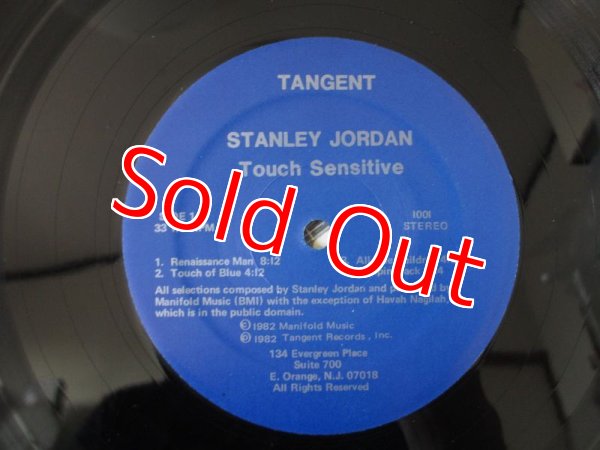 TANGENT
STANLEY JORDAN
Touch Sensitive
Sold Out
33
1001
STEREO
1. Renaissance Man 8:12
2. Touch of Blue 4:12
All selections composed by Stanley Jordan and by
Manifold Music (BMI) with the exception of Havah Nagilah,
which is in the public domain.
©1982 Manifold Music
℗1982 Tangent Records, Inc.
134 Evergreen Place
Suite 700
E. Orange, N.J. 07018
All Rights Reserved